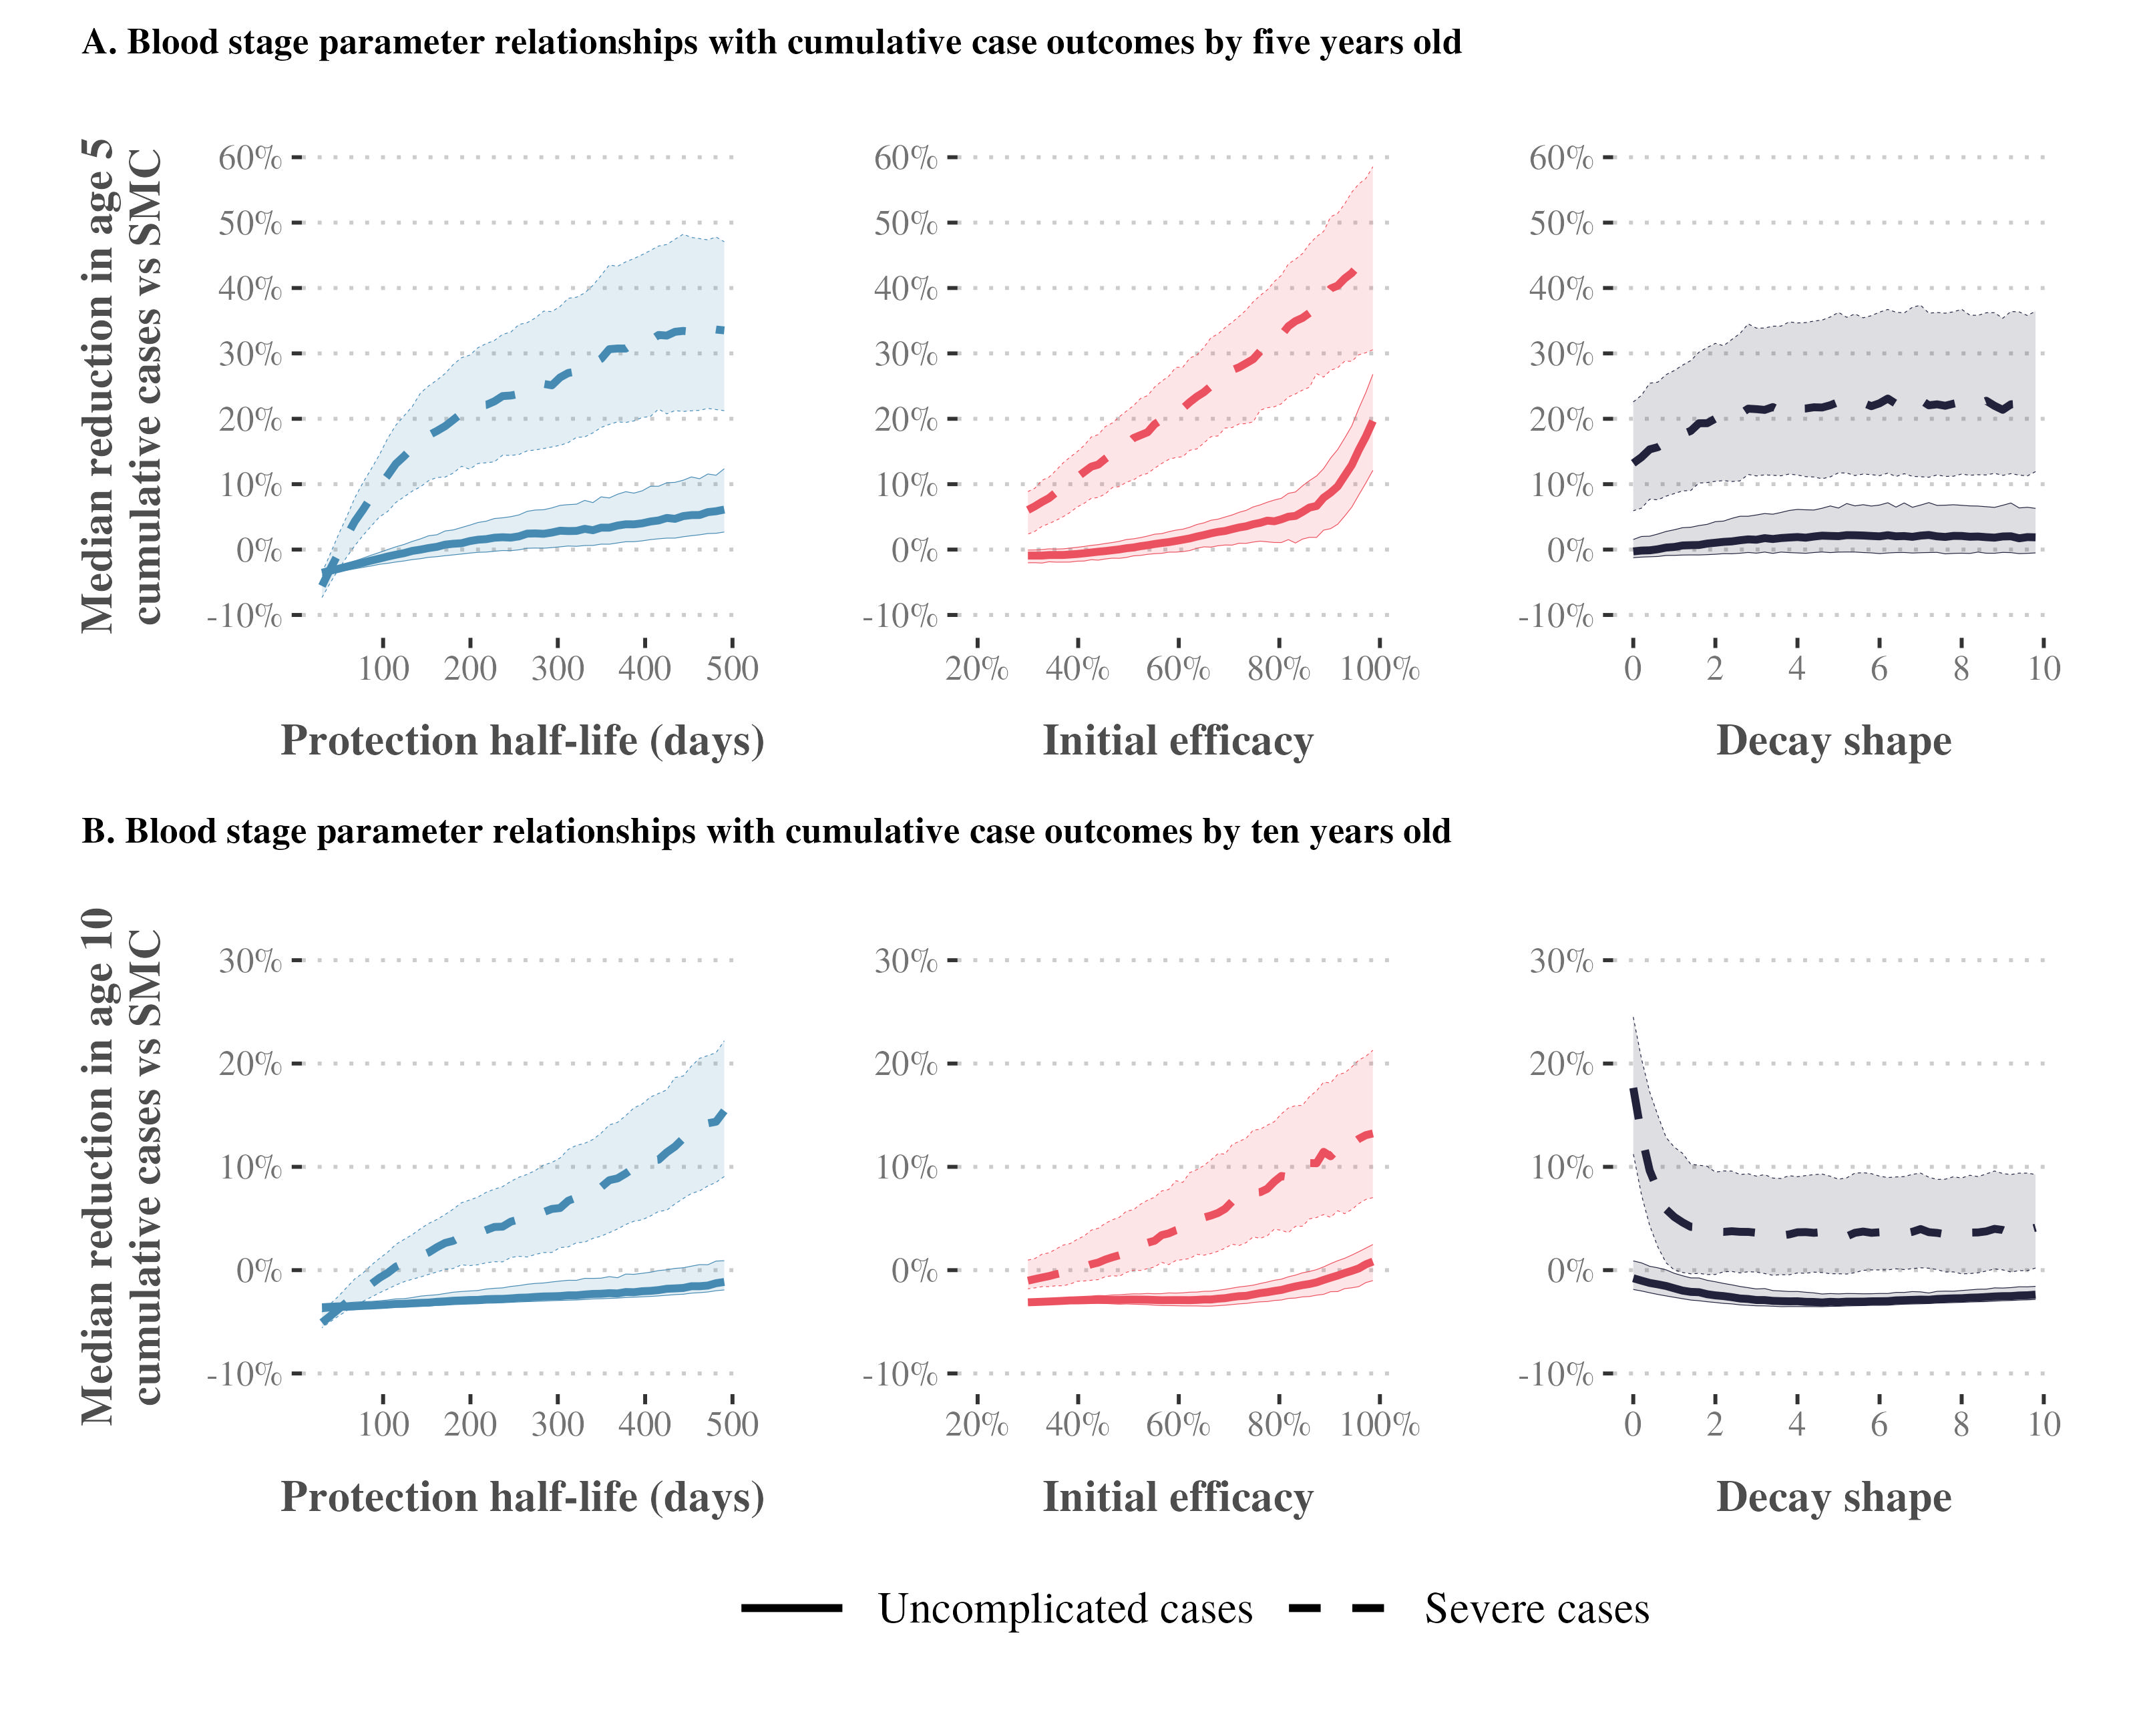 A. Blood stage parameter relationships with cumulative case outcomes by five years old
Median reduction in age 5
cumulative cases vs SMC
60%
50%
40%
30%
20%
10%
0%
-10%
100 200 300 400 500
Protection half-life (days)
60%
50%
40%
30%
20%
10%
0%
-10%
20% 40% 60% 80% 100%
Initial efficacy
60%
50%
40%
30%
20%
10%
0%
-10%
0 2 4 6 8 10
Decay shape
B. Blood stage parameter relationships with cumulative case outcomes by ten years old
Median reduction in age 10
cumulative cases vs SMC
30%
20%
10%
0%
-10%
100 200 300 400 500
Protection half-life (days)
30%
20%
10%
0%
-10%
20% 40% 60% 80% 100%
Initial efficacy
30%
20%
10%
0%
-10%
0 2 4 6 8 10
Decay shape
Uncomplicated cases Severe cases